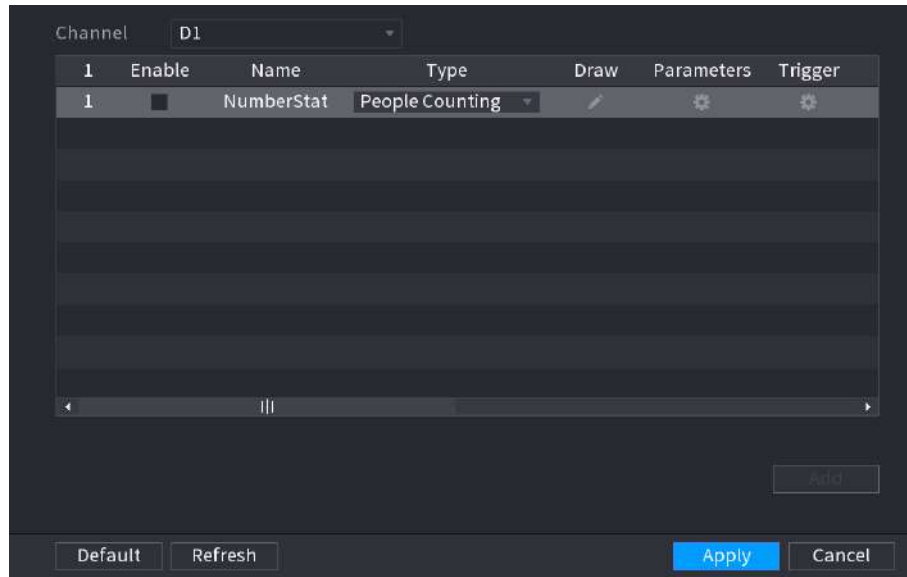 Channel D1
1 Enable Name Type Draw Parameters Trigger
1 NumberStat People Counting
Add
Default Refresh Apply Cancel